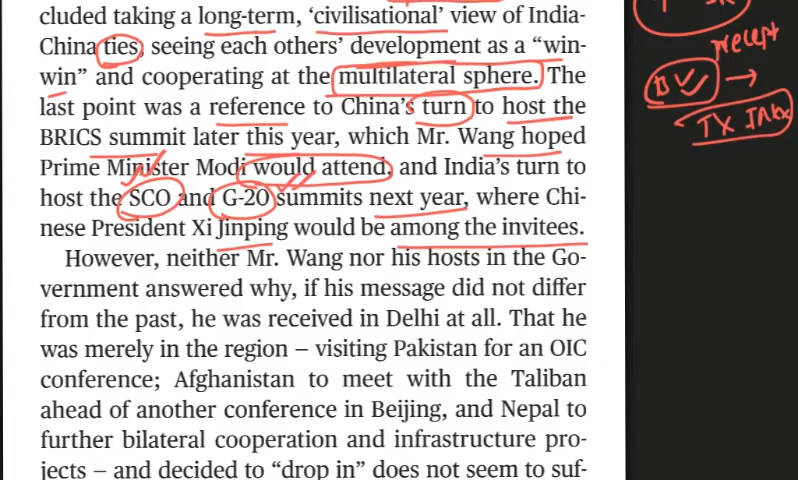 cluded taking a long-term, ‘civilisational’ view of India-
China ties, seeing each others’ development as a “win-
win” and cooperating at the multilateral sphere. The
last point was a reference to China’s turn to host the
BRICS summit later this year, which Mr. Wang hoped
Prime Minister Modi would attend, and India’s turn to
host the SCO and G-20 summits next year, where Chi-
nese President Xi Jinping would be among the invitees.
However, neither Mr. Wang nor his hosts in the Go-
vernment answered why, if his message did not differ
from the past, he was received in Delhi at all. That he
was merely in the region – visiting Pakistan for an OIC
conference; Afghanistan to meet with the Taliban
ahead of another conference in Beijing, and Nepal to
further bilateral cooperation and infrastructure pro-
jects – and decided to “drop in” does not seem to suf-